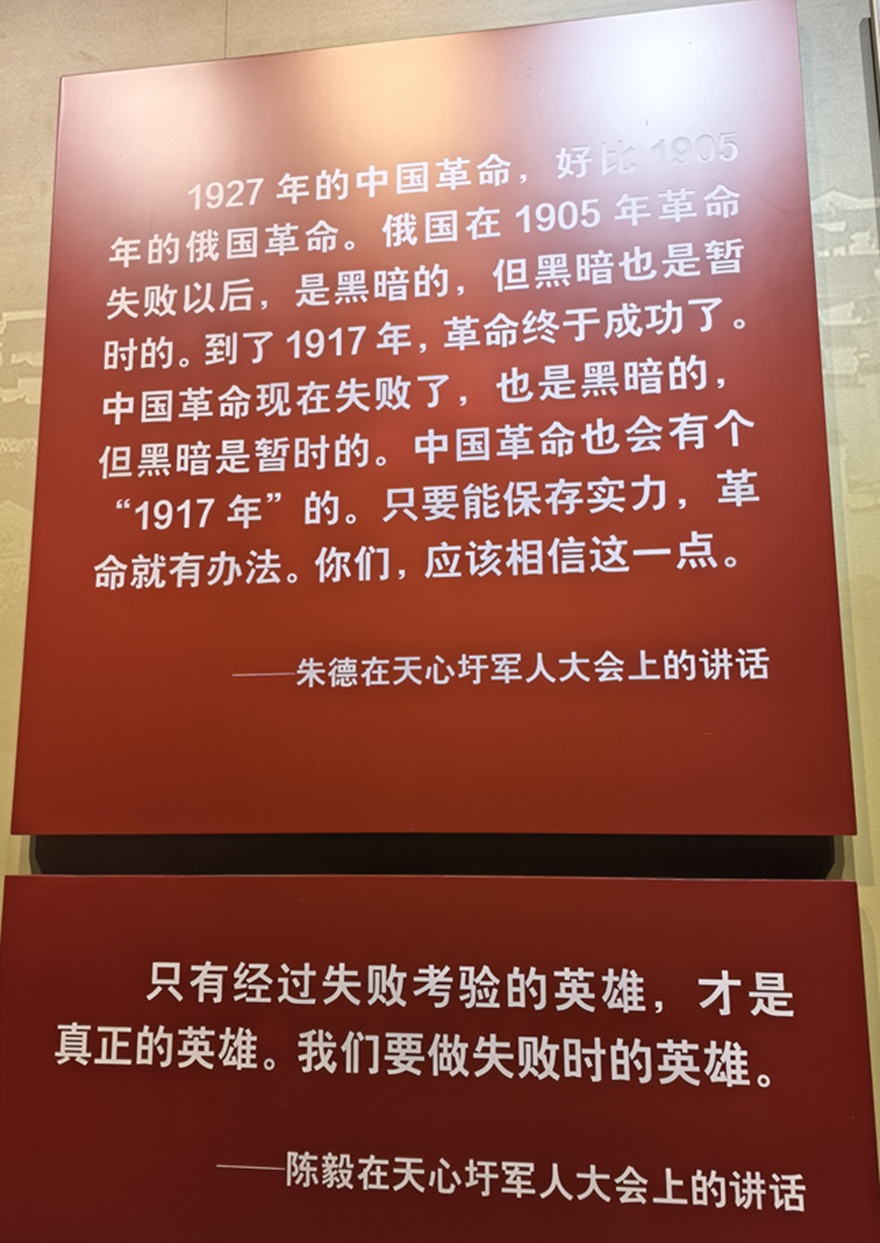 1927 年的中国革命，好比 1905
年的俄国革命。俄国在 1905 年革命
失败以后，是黑暗的，但黑暗也是暂
时的。到了 1917 年，革命终于成功了。
中国革命现在失败了，也是黑暗的，
但黑暗是暂时的。中国革命也会有个
“1917 年”的。只要能保存实力，革
命就有办法。你们，应该相信这一点。
——朱德在天心圩军人大会上的讲话
只有经过失败考验的英雄，才是
真正的英雄。我们要做失败时的英雄。
——陈毅在天心圩军人大会上的讲话